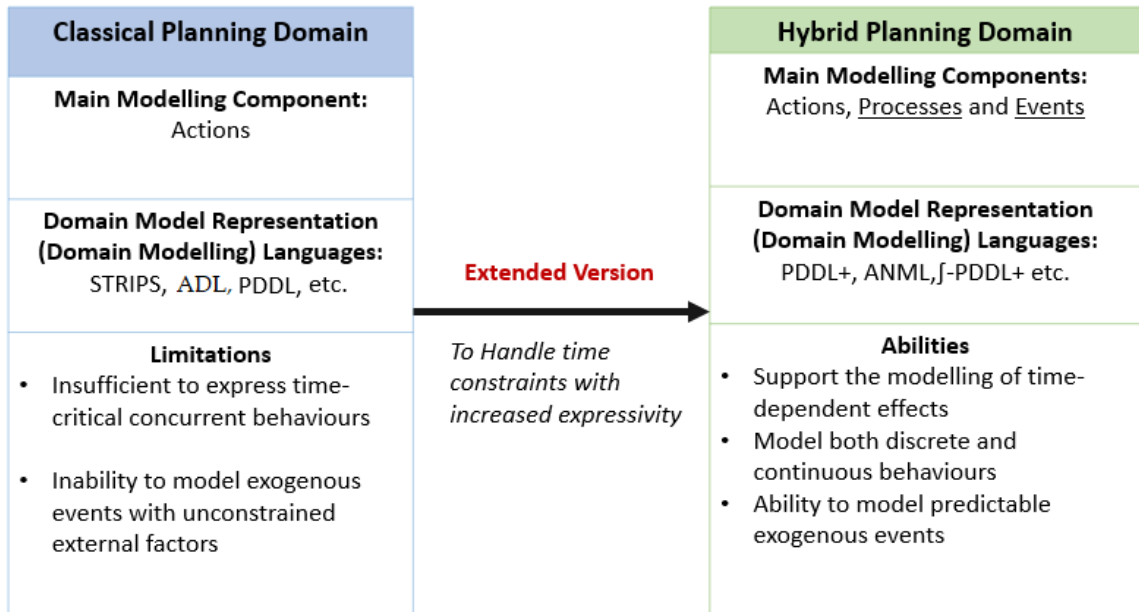 Classical Planning Domain
Main Modelling Component:
Actions
Domain Model Representation
(Domain Modelling) Languages:
STRIPS, ADL, PDDL, etc.
Limitations
• Insufficient to express time-
critical concurrent behaviours
• Inability to model exogenous
events with unconstrained
external factors
Extended Version
To Handle time
constraints with
increased expressivity
Hybrid Planning Domain
Main Modelling Components:
Actions, Processes and Events
Domain Model Representation
(Domain Modelling) Languages:
PDDL+, ANML,∫-PDDL+ etc.
Abilities
• Support the modelling of time-
dependent effects
• Model both discrete and
continuous behaviours
• Ability to model predictable
exogenous events